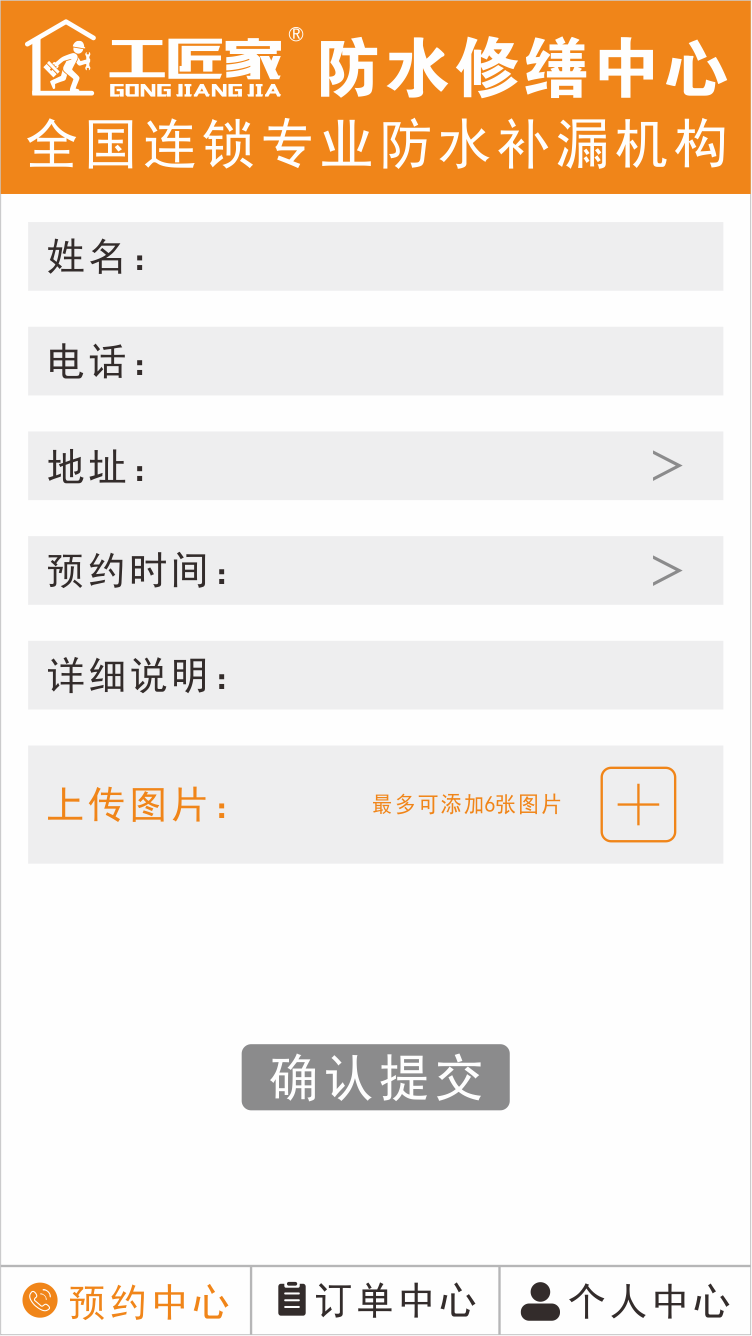 工匠家® 防水修缮中心
GONG JIANG JIA
全国连锁专业防水补漏机构
姓名：
电话：
地址： >
预约时间： >
详细说明：
上传图片： 最多可添加6张图片
确认提交
预约中心 订单中心 个人中心